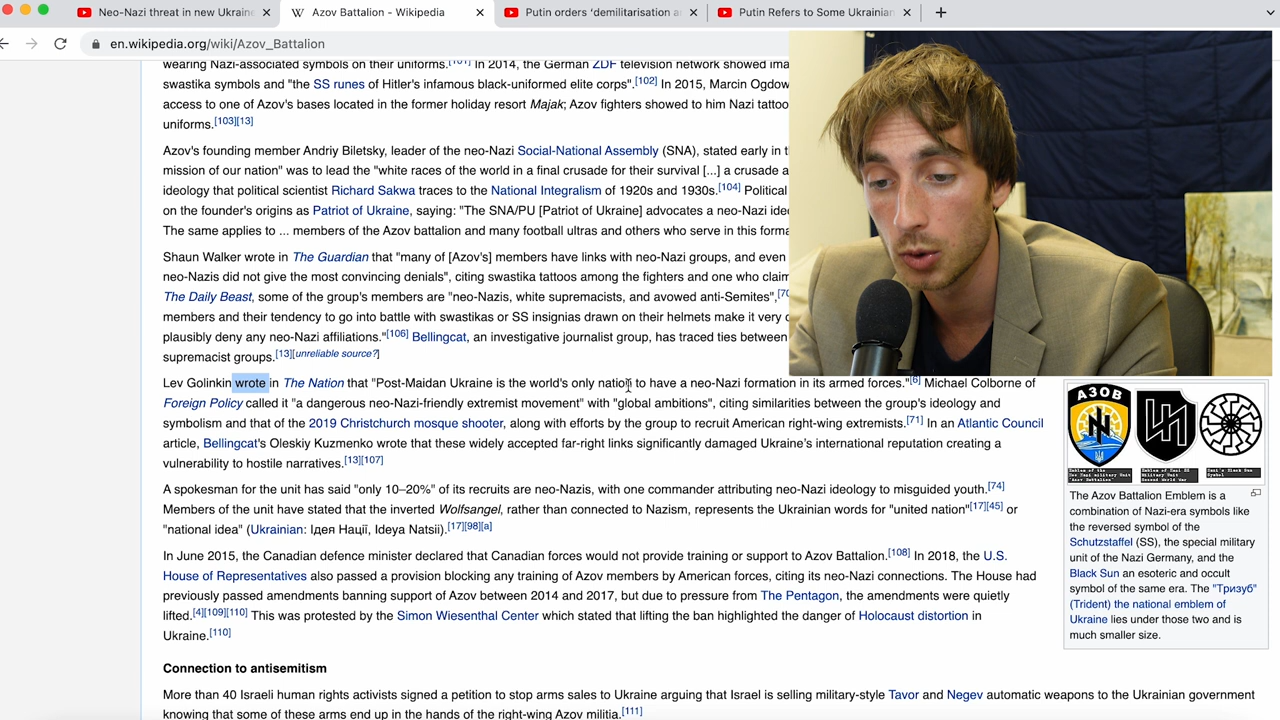 Neo-Nazi threat in new Ukraine
Azov Battalion - Wikipedia
Putin orders ‘demilitarisation a
Putin Refers to Some Ukrainian
en.wikipedia.org/wiki/Azov_Battalion
wearing Nazi-associated symbols on their uniforms.[101] In 2014, the German ZDF television network showed ima
swastika symbols and "the SS runes of Hitler's infamous black-uniformed elite corps".[102] In 2015, Marcin Ogdow
access to one of Azov's bases located in the former holiday resort Majak; Azov fighters showed to him Nazi tattoo
uniforms.[103][13]
Azov's founding member Andriy Biletsky, leader of the neo-Nazi Social-National Assembly (SNA), stated early in t
mission of our nation" was to lead the "white races of the world in a final crusade for their survival [...] a crusade a
ideology that political scientist Richard Sakwa traces to the National Integralism of 1920s and 1930s.[104] Political
on the founder's origins as Patriot of Ukraine, saying: "The SNA/PU [Patriot of Ukraine] advocates a neo-Nazi ide
The same applies to ... members of the Azov battalion and many football ultras and others who serve in this forma
Shaun Walker wrote in The Guardian that "many of [Azov's] members have links with neo-Nazi groups, and even
neo-Nazis did not give the most convincing denials", citing swastika tattoos among the fighters and one who claim
The Daily Beast, some of the group's members are "neo-Nazis, white supremacists, and avowed anti-Semites",[70
members and their tendency to go into battle with swastikas or SS insignias drawn on their helmets make it very d
plausibly deny any neo-Nazi affiliations."[106] Bellingcat, an investigative journalist group, has traced ties between
supremacist groups.[13][unreliable source?]
Lev Golinkin wrote in The Nation that "Post-Maidan Ukraine is the world's only nation to have a neo-Nazi formation in its armed forces."[6] Michael Colborne of
Foreign Policy called it "a dangerous neo-Nazi-friendly extremist movement" with "global ambitions", citing similarities between the group's ideology and
symbolism and that of the 2019 Christchurch mosque shooter, along with efforts by the group to recruit American right-wing extremists.[71] In an Atlantic Council
article, Bellingcat's Oleskiy Kuzmenko wrote that these widely accepted far-right links significantly damaged Ukraine's international reputation creating a
vulnerability to hostile narratives.[13][107]
A spokesman for the unit has said "only 10–20%" of its recruits are neo-Nazis, with one commander attributing neo-Nazi ideology to misguided youth.[74]
Members of the unit have stated that the inverted Wolfsangel, rather than connected to Nazism, represents the Ukrainian words for "united nation"[17][45] or
"national idea" (Ukrainian: Ідея Нації, Ideya Natsii).[17][98][a]
In June 2015, the Canadian defence minister declared that Canadian forces would not provide training or support to Azov Battalion.[108] In 2018, the U.S.
House of Representatives also passed a provision blocking any training of Azov members by American forces, citing its neo-Nazi connections. The House had
previously passed amendments banning support of Azov between 2014 and 2017, but due to pressure from The Pentagon, the amendments were quietly
lifted.[4][109][110] This was protested by the Simon Wiesenthal Center which stated that lifting the ban highlighted the danger of Holocaust distortion in
Ukraine.[110]
АЗОВ
The Azov Battalion Emblem is a
combination of Nazi-era symbols like
the reversed symbol of the
Schutzstaffel (SS), the special military
unit of the Nazi Germany, and the
Black Sun an esoteric and occult
symbol of the same era. The "Тризуб"
(Trident) the national emblem of
Ukraine lies under those two and is
much smaller size.
Connection to antisemitism
More than 40 Israeli human rights activists signed a petition to stop arms sales to Ukraine arguing that Israel is selling military-style Tavor and Negev automatic weapons to the Ukrainian government
knowing that some of these arms end up in the hands of the right-wing Azov militia.[111]